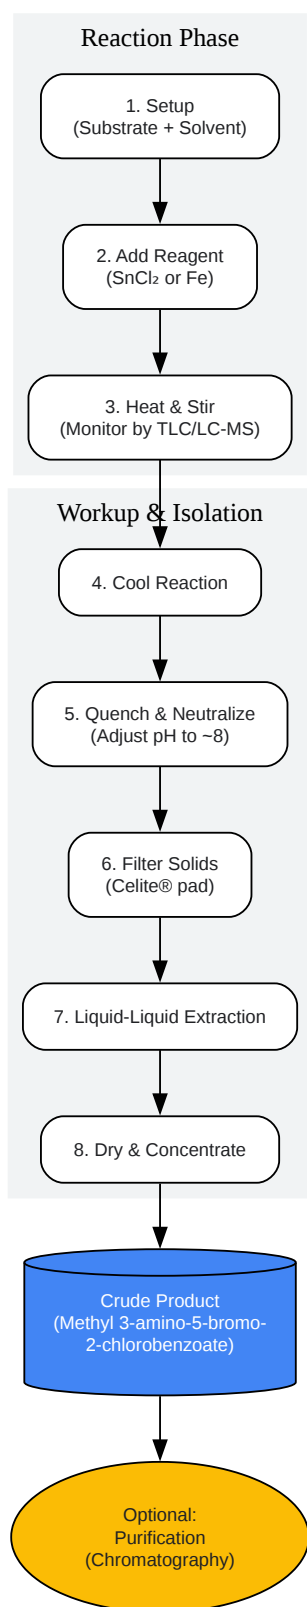 Reaction Phase
1. Setup
(Substrate + Solvent)
2. Add Reagent
(SnCl₂ or Fe)
3. Heat & Stir
(Monitor by TLC/LC-MS)
Workup & Isolation
4. Cool Reaction
5. Quench & Neutralize
(Adjust pH to ~8)
6. Filter Solids
(Celite® pad)
7. Liquid-Liquid Extraction
8. Dry & Concentrate
Crude Product
(Methyl 3-amino-5-bromo-
2-chlorobenzoate)
Optional:
Purification
(Chromatography)